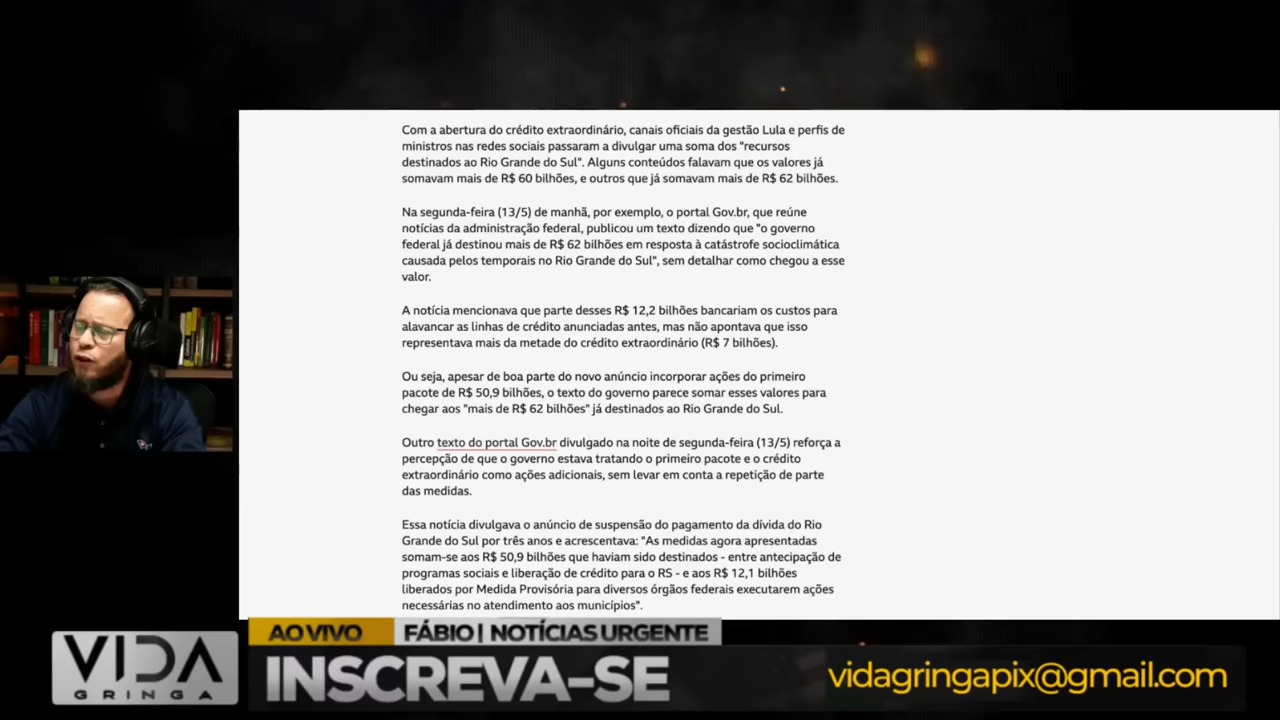 Com a abertura do crédito extraordinário, canais oficiais da gestão Lula e perfis de
ministros nas redes sociais passaram a divulgar uma soma dos "recursos
destinados ao Rio Grande do Sul". Alguns conteúdos falavam que os valores já
somavam mais de R$ 60 bilhões, e outros que já somavam mais de R$ 62 bilhões.
Na segunda-feira (13/5) de manhã, por exemplo, o portal Gov.br, que reúne
notícias da administração federal, publicou um texto dizendo que "o governo
federal já destinou mais de R$ 62 bilhões em resposta à catástrofe socioclimática
causada pelos temporais no Rio Grande do Sul", sem detalhar como chegou a esse
valor.
A notícia mencionava que parte desses R$ 12,2 bilhões bancariam os custos para
alavancar as linhas de crédito anunciadas antes, mas não apontava que isso
representava mais da metade do crédito extraordinário (R$ 7 bilhões).
Ou seja, apesar de boa parte do novo anúncio incorporar ações do primeiro
pacote de R$ 50,9 bilhões, o texto do governo parece somar esses valores para
chegar aos "mais de R$ 62 bilhões" já destinados ao Rio Grande do Sul.
Outro texto do portal Gov.br divulgado na noite de segunda-feira (13/5) reforça a
percepção de que o governo estava tratando o primeiro pacote e o crédito
extraordinário como ações adicionais, sem levar em conta a repetição de parte
das medidas.
Essa notícia divulgava o anúncio de suspensão do pagamento da dívida do Rio
Grande do Sul por três anos e acrescentava: "As medidas agora apresentadas
somam-se aos R$ 50,9 bilhões que haviam sido destinados - entre antecipação de
programas sociais e liberação de crédito para o RS - e aos R$ 12,1 bilhões
liberados por Medida Provisória para diversos órgãos federais executarem ações
necessárias no atendimento aos municípios".
AO VIVO FÁBIO | NOTÍCIAS URGENTE
VIDA
GRINGA
INSCREVA-SE
vidagringapix@gmail.com